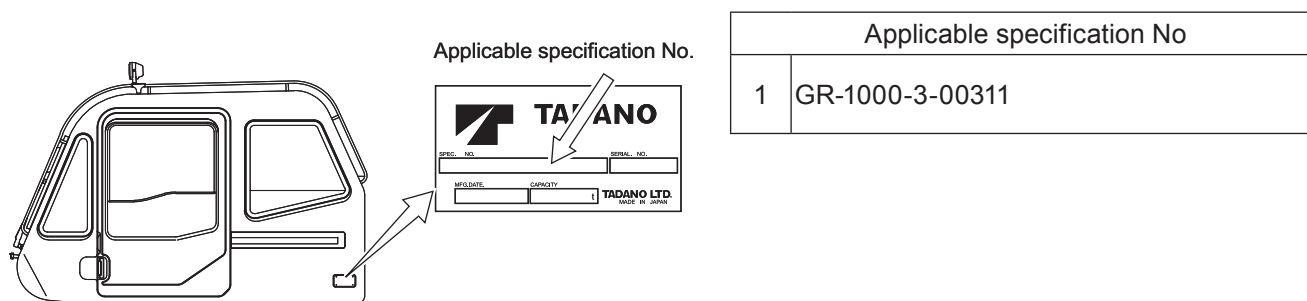 Applicable specification No.
TADANO
SPEC. NO.
SERIAL. NO.
MFG.DATE.
CAPACITY
t
TADANO LTD.
MADE IN JAPAN
Applicable specification No
1 GR-1000-3-00311